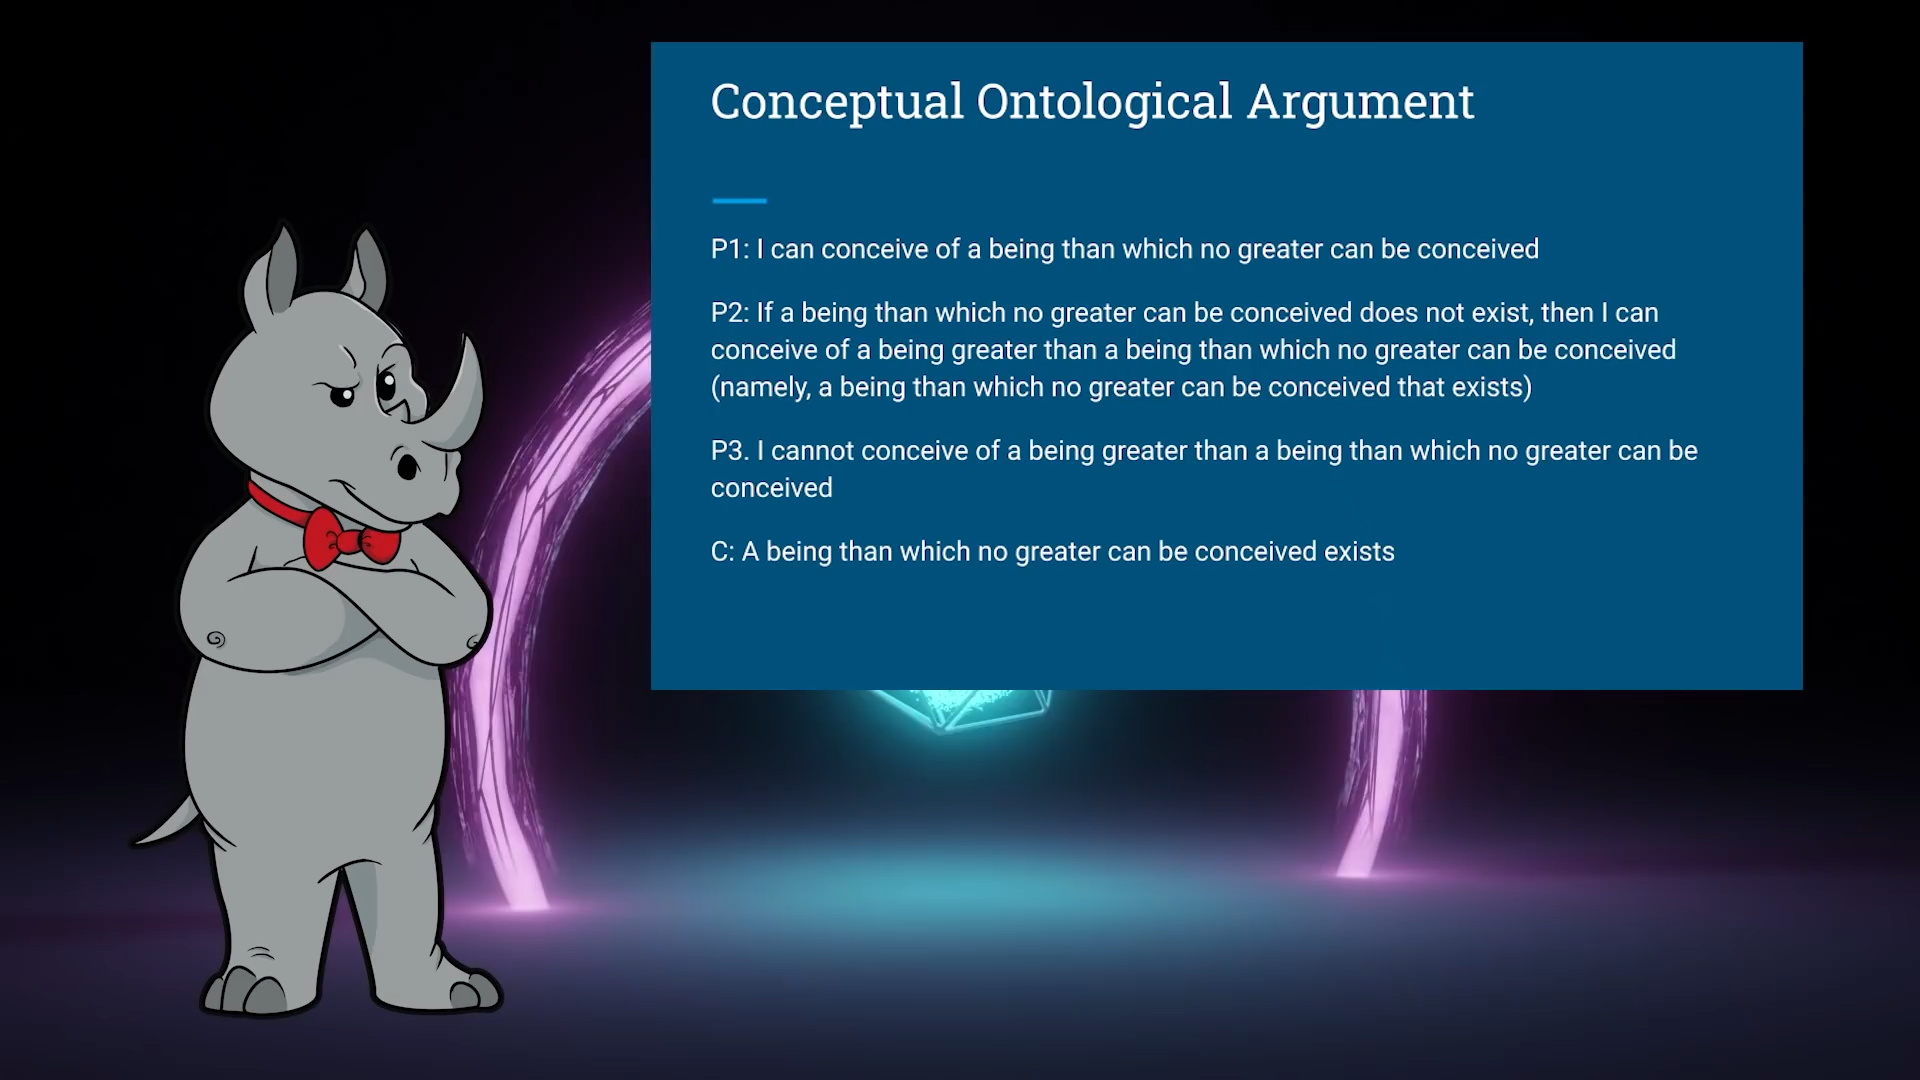 Conceptual Ontological Argument
P1: I can conceive of a being than which no greater can be conceived
P2: If a being than which no greater can be conceived does not exist, then I can
conceive of a being greater than a being than which no greater can be conceived
(namely, a being than which no greater can be conceived that exists)
P3. I cannot conceive of a being greater than a being than which no greater can be
conceived
C: A being than which no greater can be conceived exists